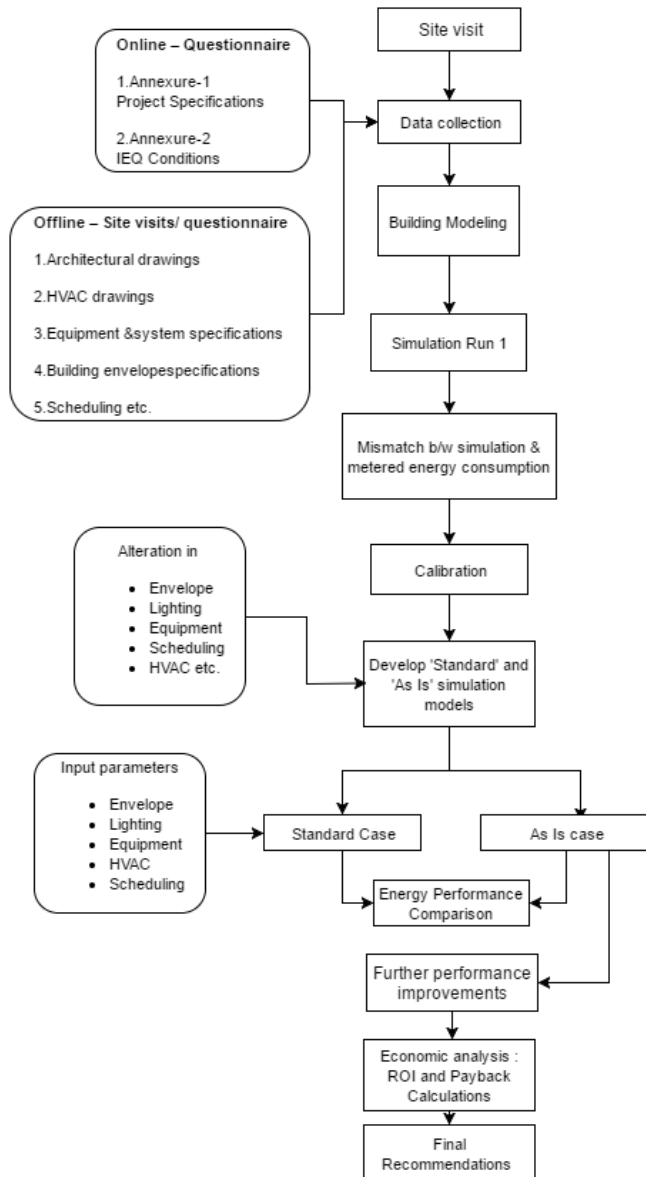 Site visit
Online – Questionnaire
1.Annexure-1
Project Specifications
2.Annexure-2
IEQ Conditions
Data collection
Offline – Site visits/ questionnaire
1.Architectural drawings
2.HVAC drawings
3.Equipment &system specifications
4.Building envelopespecifications
5.Scheduling etc.
Building Modeling
Simulation Run 1
Mismatch b/w simulation &
metered energy consumption
Calibration
Alteration in
• Envelope
• Lighting
• Equipment
• Scheduling
• HVAC etc.
Develop 'Standard' and
'As Is' simulation
models
Input parameters
• Envelope
• Lighting
• Equipment
• HVAC
• Scheduling
Standard Case
As Is case
Energy Performance
Comparison
Further performance
improvements
Economic analysis :
ROI and Payback
Calculations
Final
Recommendations